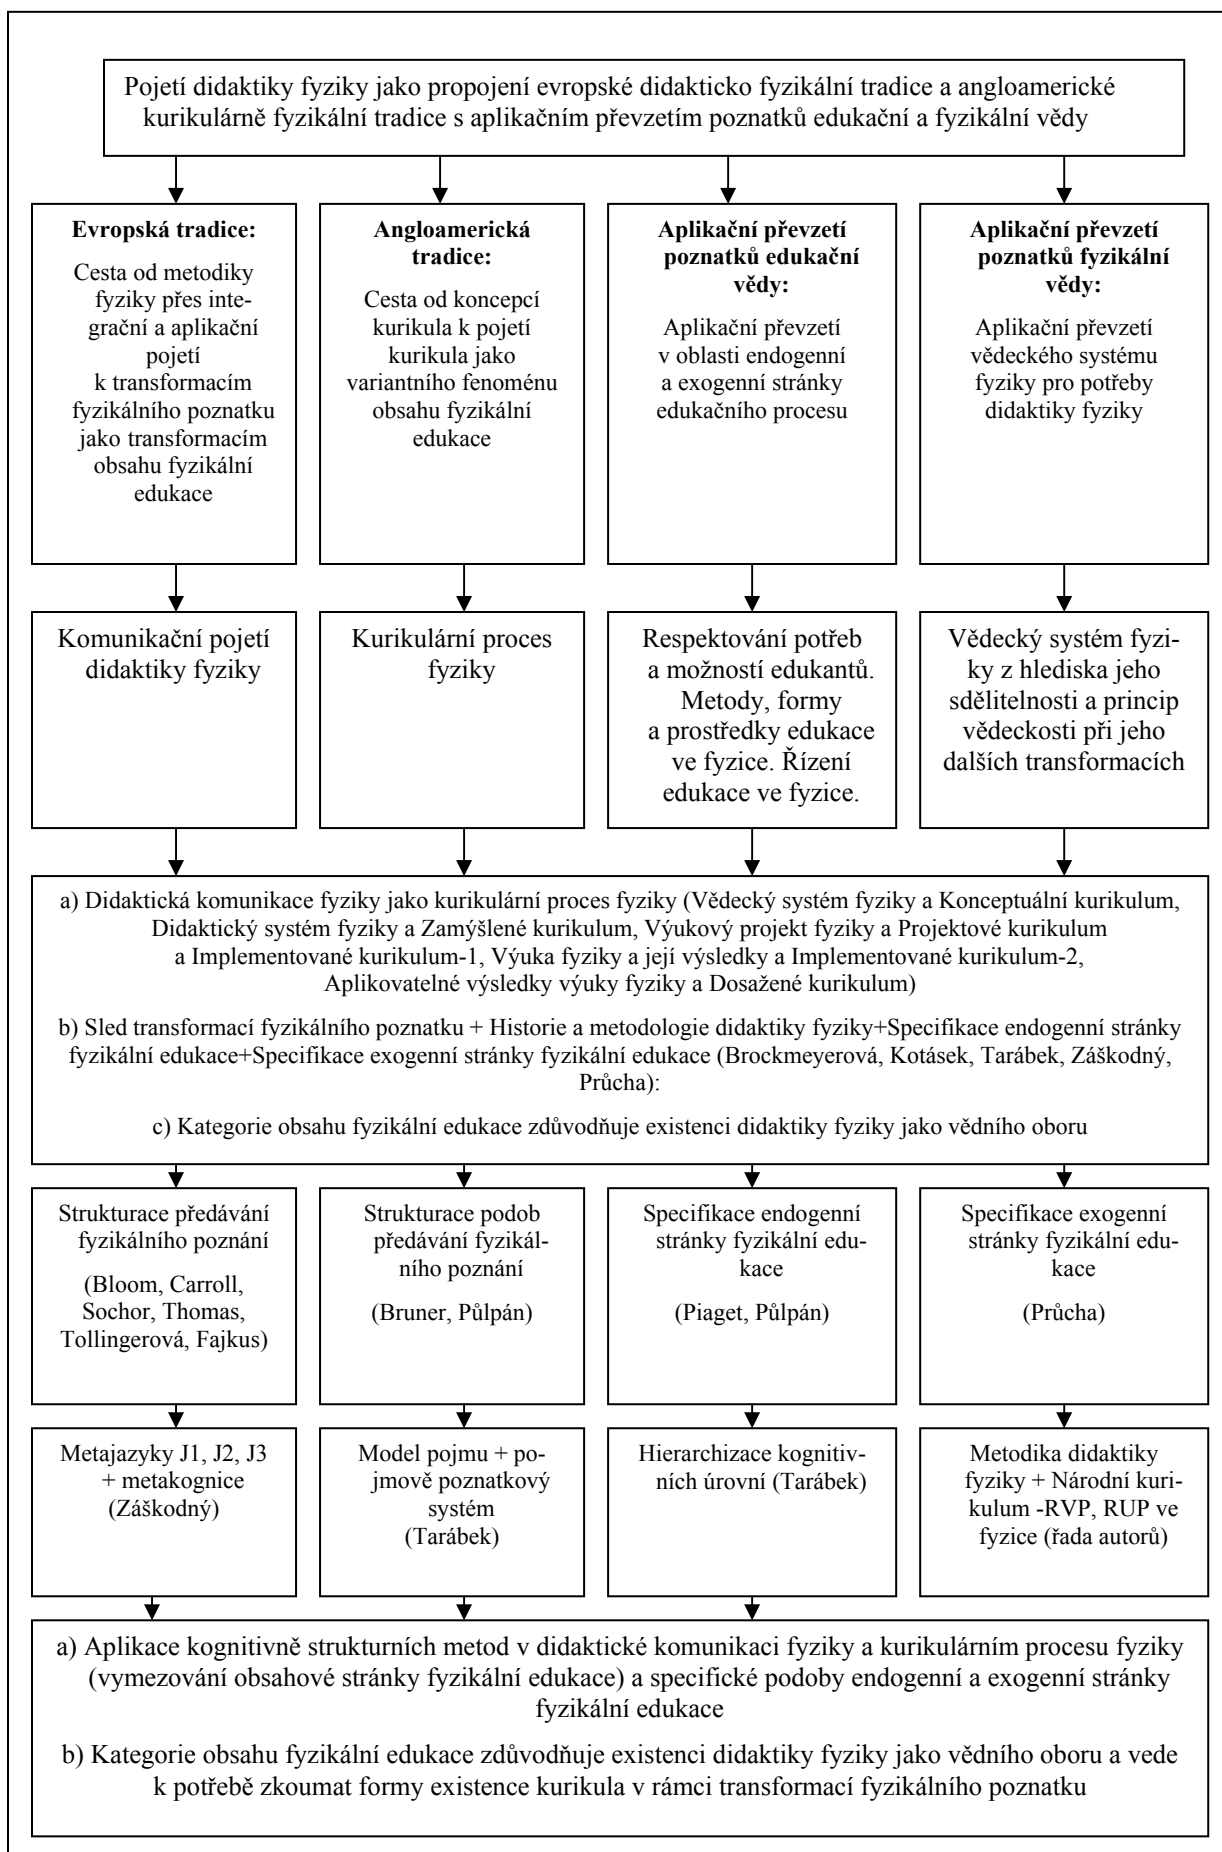 Pojetí didaktiky fyziky jako propojení evropské didakticko fyzikální tradice a angloamerické
kurikulárně fyzikální tradice s aplikačním převzetím poznatků edukační a fyzikální vědy
Evropská tradice:
Cesta od metodiky
fyziky přes inte-
grační a aplikační
pojetí
k transformacím
fyzikálního poznatku
jako transformacím
obsahu fyzikální
edukace
Angloamerická
tradice:
Cesta od koncepcí
kurikula k pojetí
kurikula jako
variantního fenoménu
obsahu fyzikální
edukace
Aplikační převzetí
poznatků edukační
vědy:
Aplikační převzetí
v oblasti endogenní
a exogenní stránky
edukačního procesu
Aplikační převzetí
poznatků fyzikální
vědy:
Aplikační převzetí
vědeckého systému
fyziky pro potřeby
didaktiky fyziky
Komunikační pojetí
didaktiky fyziky
Kurikulární proces
fyziky
Respektování potřeb
a možností edukantů.
Metody, formy
a prostředky edukace
ve fyzice. Řízení
edukace ve fyzice.
Vědecký systém fyzi-
ky z hlediska jeho
sdělitelnosti a princip
vědeckosti při jeho
dalších transformacích
a) Didaktická komunikace fyziky jako kurikulární proces fyziky (Vědecký systém fyziky a Konceptuální kurikulum,
Didaktický systém fyziky a Zamýšlené kurikulum, Výukový projekt fyziky a Projektové kurikulum
a Implementované kurikulum-1, Výuka fyziky a její výsledky a Implementované kurikulum-2,
Aplikovatelné výsledky výuky fyziky a Dosažené kurikulum)
b) Sled transformací fyzikálního poznatku + Historie a metodologie didaktiky fyziky+Specifikace endogenní stránky
fyzikální edukace+Specifikace exogenní stránky fyzikální edukace (Brockmeyerová, Kotásek, Tarábek, Záškodný,
Průcha):
c) Kategorie obsahu fyzikální edukace zdůvodňuje existenci didaktiky fyziky jako vědního oboru
Strukturace předávání
fyzikálního poznání
(Bloom, Carroll,
Sochor, Thomas,
Tollingerová, Fajkus)
Strukturace podob
předávání fyzikál-
ního poznání
(Bruner, Půlpán)
Specifikace endogenní
stránky fyzikální edu-
kace
(Piaget, Půlpán)
Specifikace exogenní
stránky fyzikální edu-
kace
(Průcha)
Metajazyky J1, J2, J3
+ metakognice
(Záškodný)
Model pojmu + po-
jmově poznatkový
systém
(Tarábek)
Hierarchizace kognitiv-
ních úrovní (Tarábek)
Metodika didaktiky
fyziky + Národní kuri-
kulum -RVP, RUP ve
fyzice (řada autorů)
a) Aplikace kognitivně strukturních metod v didaktické komunikaci fyziky a kurikulárním procesu fyziky
(vymezování obsahové stránky fyzikální edukace) a specifické podoby endogenní a exogenní stránky
fyzikální edukace
b) Kategorie obsahu fyzikální edukace zdůvodňuje existenci didaktiky fyziky jako vědního oboru a vede
k potřebě zkoumat formy existence kurikula v rámci transformací fyzikálního poznatku